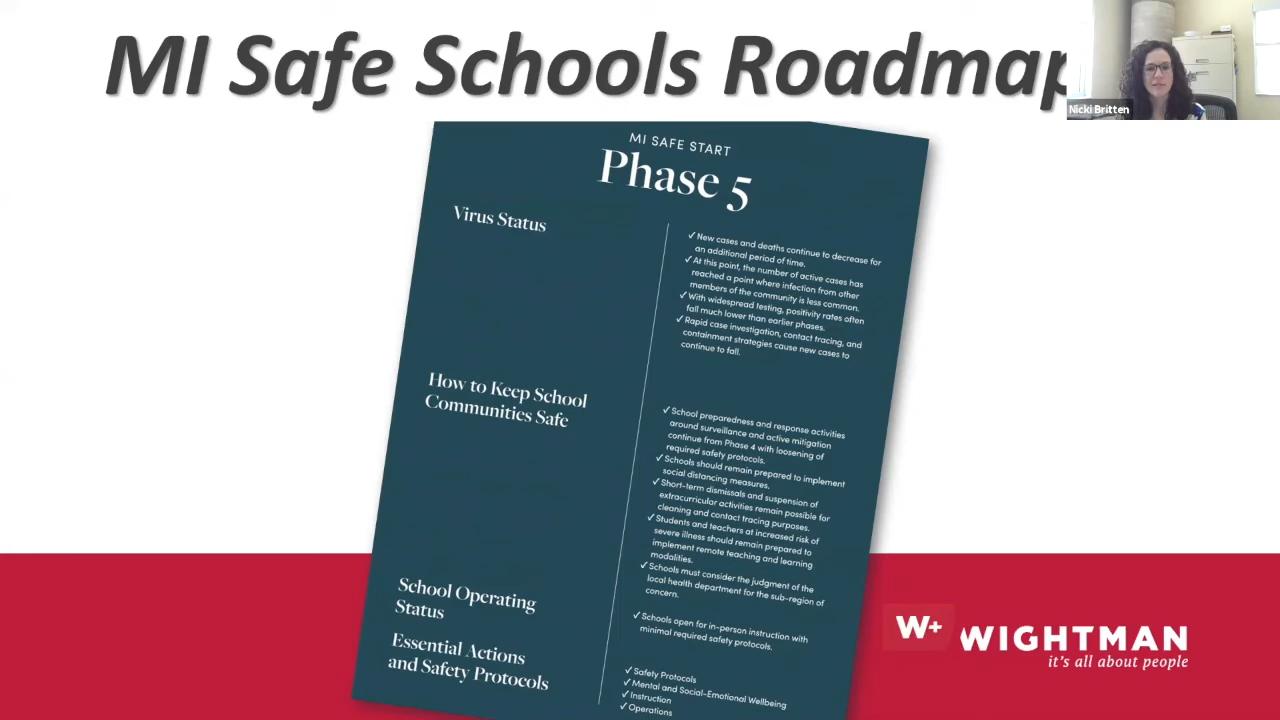 MI Safe Schools Roadmap
Nicki Britten
MI SAFE START
Phase 5
Virus Status
✓ New cases and deaths continue to decrease for
an additional period of time.
✓ At this point, the number of active cases has
reached a point where infection from other
members of the community is less common.
✓ With widespread testing, positivity rates often
fall much lower than earlier phases.
✓ Rapid case investigation, contact tracing, and
containment strategies cause new cases to
continue to fall.
How to Keep School
Communities Safe
✓ School preparedness and response activities
around surveillance and active mitigation
continue from Phase 4 with loosening of
required safety protocols.
✓ Schools should remain prepared to implement
social distancing measures.
✓ Short-term dismissals and suspension of
extracurricular activities remain possible for
cleaning and contact tracing purposes.
✓ Students and teachers at increased risk of
severe illness should remain prepared to
implement remote teaching and learning
modalities.
✓ Schools must consider the judgment of the
local health department for the sub-region of
concern.
School Operating
Status
✓ Schools open for in-person instruction with
minimal required safety protocols.
Essential Actions
and Safety Protocols
✓ Safety Protocols
✓ Mental and Social-Emotional Wellbeing
✓ Instruction
✓ Operations
W+ WIGHTMAN
it's all about people